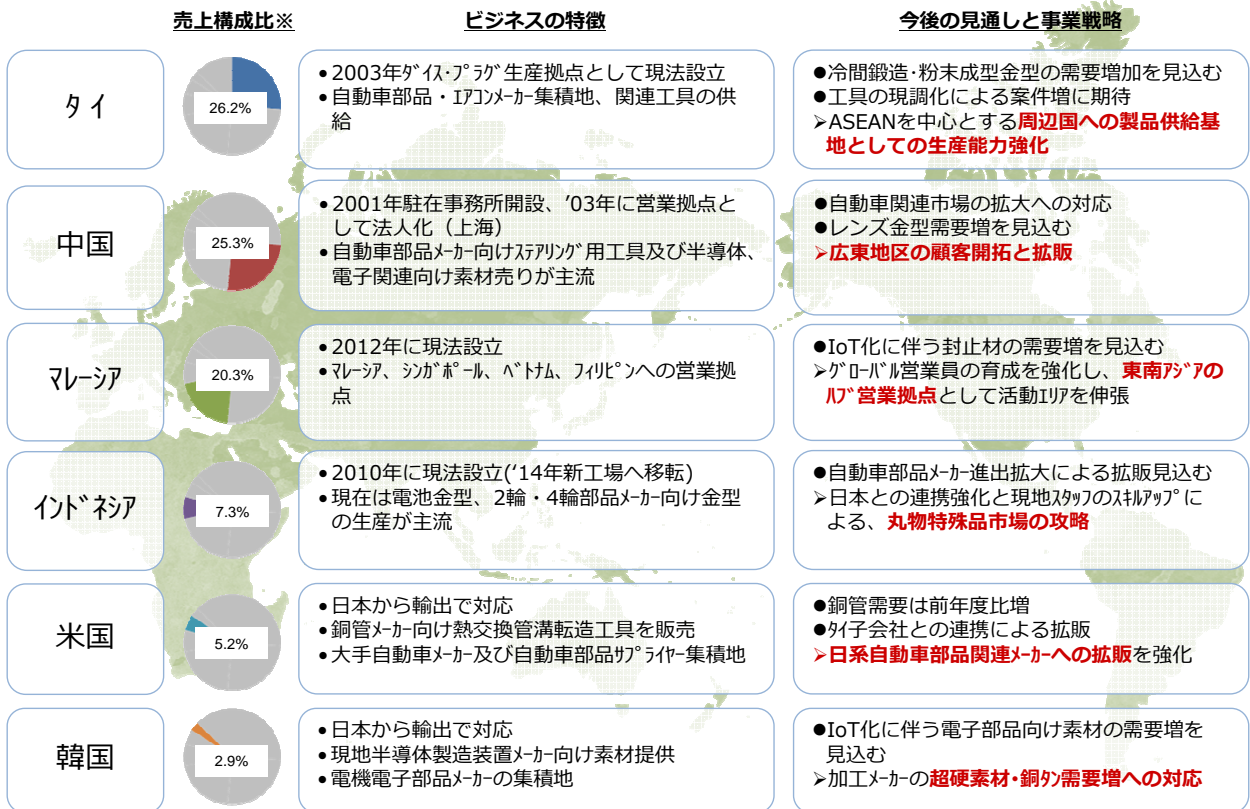 売上構成比※
ビジネスの特徴
今後の見通しと事業戦略
タイ
26.2%
•2003年ﾀﾞｲｽ･ﾌﾟﾗｸﾞ生産拠点として現法設立
•自動車部品・ｴｱｺﾝﾒｰｶｰ集積地、関連工具の供
給
●冷間鍛造･粉末成型金型の需要増加を見込む
●工具の現調化による案件増に期待
➢ASEANを中心とする周辺国への製品供給基
地としての生産能力強化
中国
25.3%
•2001年駐在事務所開設、’03年に営業拠点と
して法人化（上海）
•自動車部品ﾒｰｶｰ向けｽﾃｱﾘﾝｸﾞ用工具及び半導体、
電子関連向け素材売りが主流
●自動車関連市場の拡大への対応
●レンズ金型需要増を見込む
➢広東地区の顧客開拓と拡販
ﾏﾚｰｼｱ
20.3%
•2012年に現法設立
•ﾏﾚｰｼｱ、ｼﾝｶﾞﾎﾟｰﾙ、ﾍﾞﾄﾅﾑ、ﾌｨﾘﾋﾟﾝへの営業拠
点
●IoT化に伴う封止材の需要増を見込む
➢ｸﾞﾛｰﾊﾞﾙ営業員の育成を強化し、東南ｱｼﾞｱの
ﾊﾌﾞ営業拠点として活動ｴﾘｱを伸張
ｲﾝﾄﾞﾈｼｱ
7.3%
•2010年に現法設立(‘14年新工場へ移転)
•現在は電池金型、2輪・4輪部品ﾒｰｶｰ向け金型
の生産が主流
●自動車部品ﾒｰｶｰ進出拡大による拡販見込む
➢日本との連携強化と現地ｽﾀｯﾌのｽｷﾙｱｯﾌﾟに
よる、丸物特殊品市場の攻略
米国
5.2%
•日本から輸出で対応
•銅管ﾒｰｶｰ向け熱交換管溝転造工具を販売
•大手自動車ﾒｰｶｰ及び自動車部品ｻﾌﾟﾗｲﾔｰ集積地
●銅管需要は前年度比増
●ﾀｲ子会社との連携による拡販
➢日系自動車部品関連ﾒｰｶｰへの拡販を強化
韓国
2.9%
•日本から輸出で対応
•現地半導体製造装置ﾒｰｶｰ向け素材提供
•電機電子部品ﾒｰｶｰの集積地
●IoT化に伴う電子部品向け素材の需要増を
見込む
➢加工ﾒｰｶｰの超硬素材･銅ﾀﾝ需要増への対応